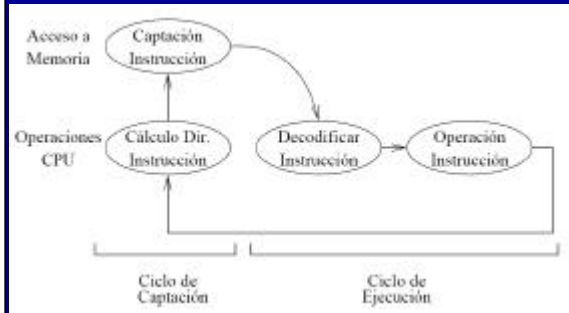 Acceso a
Memoria
Captación
Instrucción
Operaciones
CPU
Cálculo Dir.
Instrucción
Decodificar
Instrucción
Operación
Instrucción
Ciclo de
Captación
Ciclo de
Ejecución